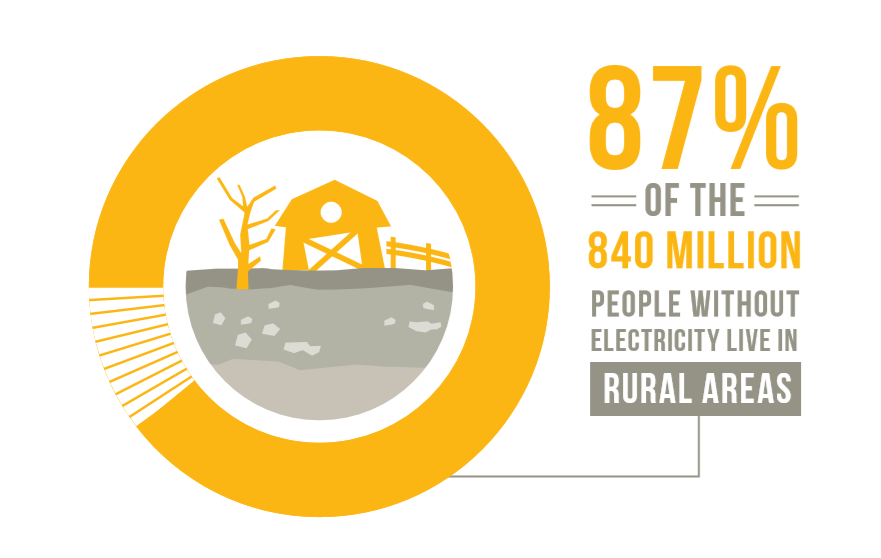 87%
OF THE
840 MILLION
PEOPLE WITHOUT
ELECTRICITY LIVE IN
RURAL AREAS